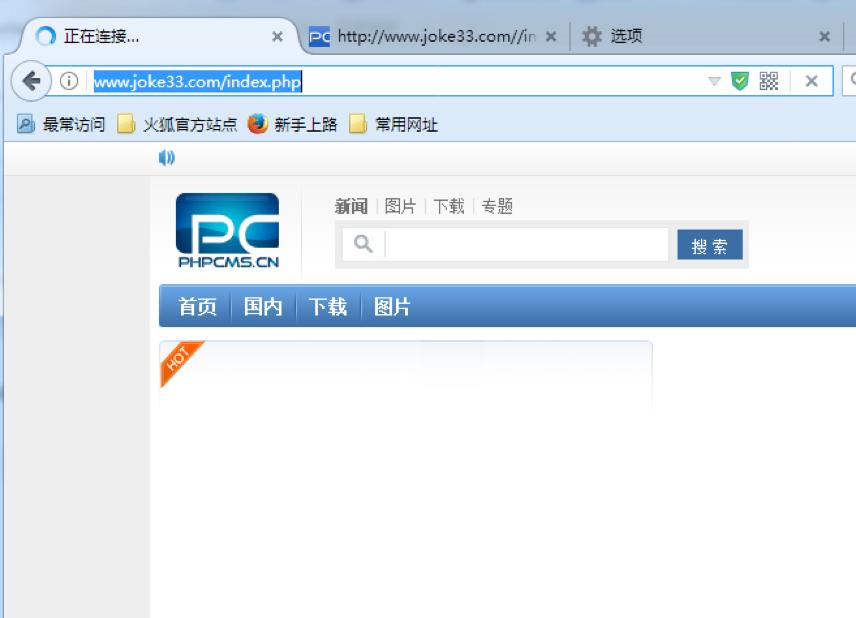 正在连接...
http://www.joke33.com//in
选项
www.joke33.com/index.php
最常访问 火狐官方站点 新手上路 常用网址
PC
PHPCMS.CN
新闻 图片 下载 专题
搜 索
首页 国内 下载 图片
HOT